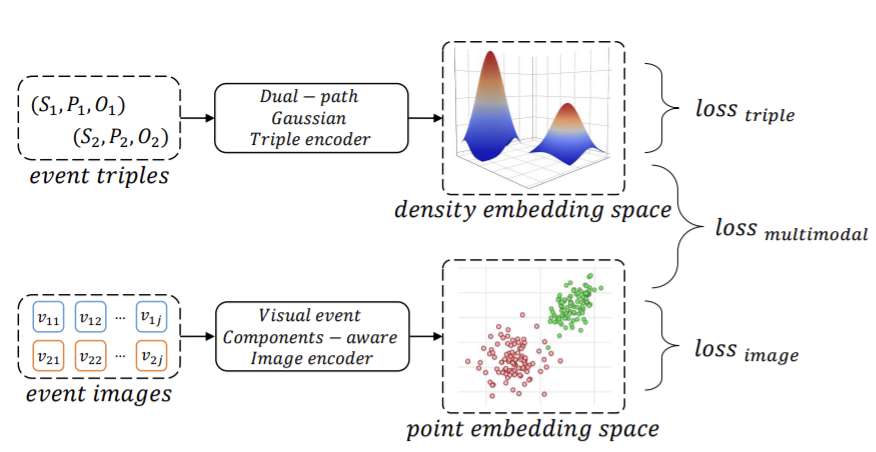 (S₁, P₁, O₁)
(S₂, P₂, O₂)
event triples
Dual − path
Gaussian
Triple encoder
density embedding space
loss triple
loss multimodal
v₁₁ v₁₂ ... v₁ⱼ
v₂₁ v₂₂ ... v₂ⱼ
event images
Visual event
Components − aware
Image encoder
point embedding space
loss image